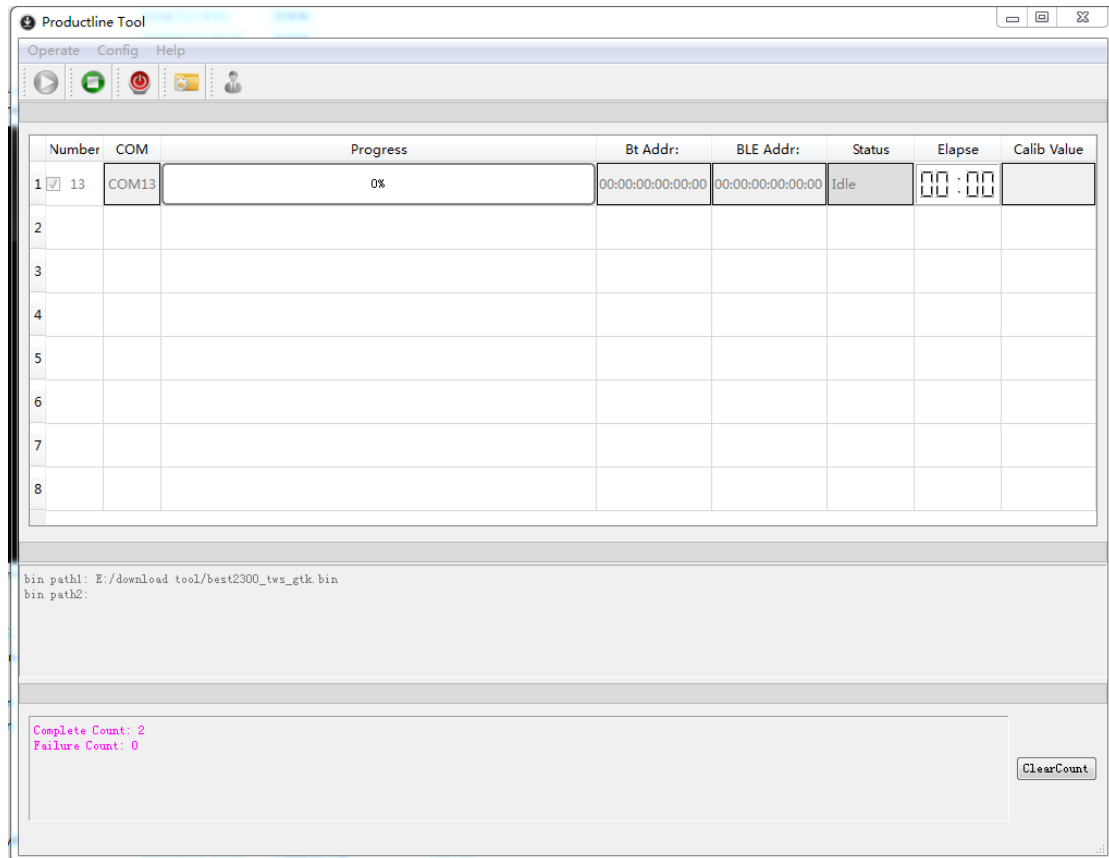 Productline Tool
Operate Config Help
Number COM Progress Bt Addr: BLE Addr: Status Elapse Calib Value
1 13 COM13 0% 00:00:00:00:00:00 00:00:00:00:00:00 Idle 00:00
2
3
4
5
6
7
8
bin path1: E:/download tool/best2300_tws_gtk.bin
bin path2:
Complete Count: 2
Failure Count: 0
ClearCount